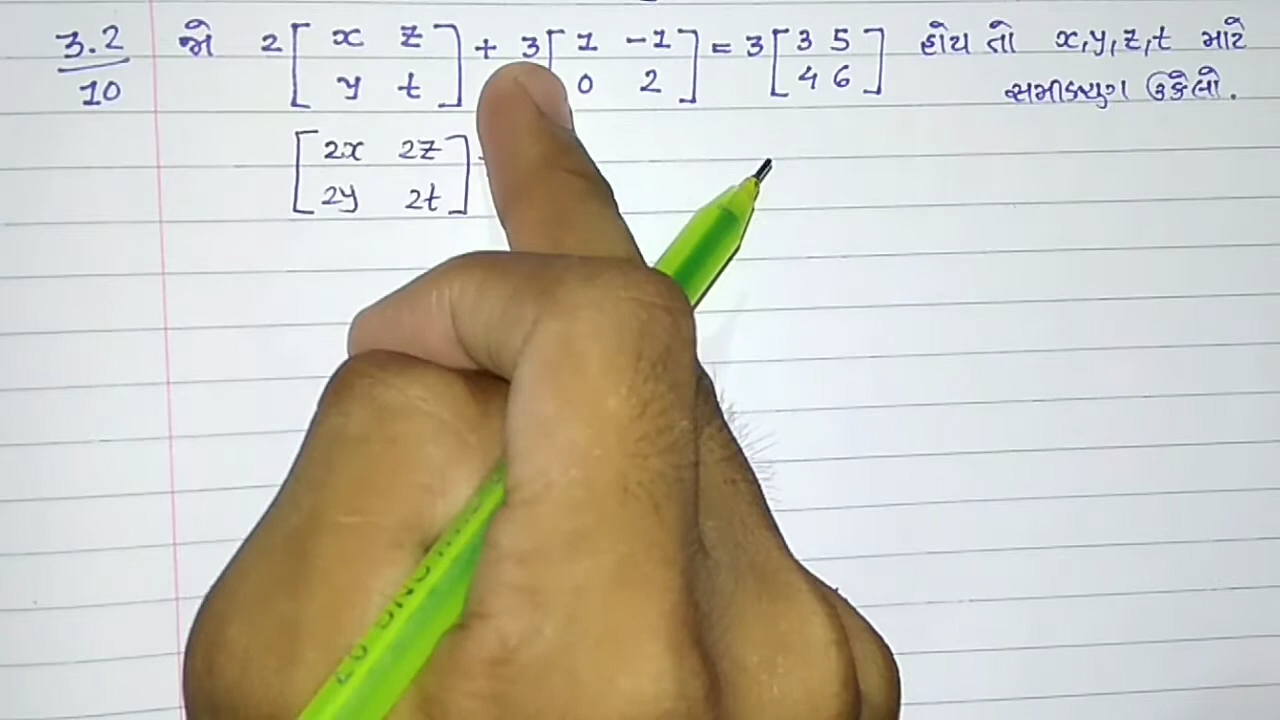 3.2 જો 2[ x z ] + 3[ 1 -1 ] = 3[ 3 5 ] હોય તો x,y,z,t માટે
10 [ y t ] [ 0 2 ] [ 4 6 ] સમીકરણ ઉકેલો.
[ 2x 2z ]
[ 2y 2t ]